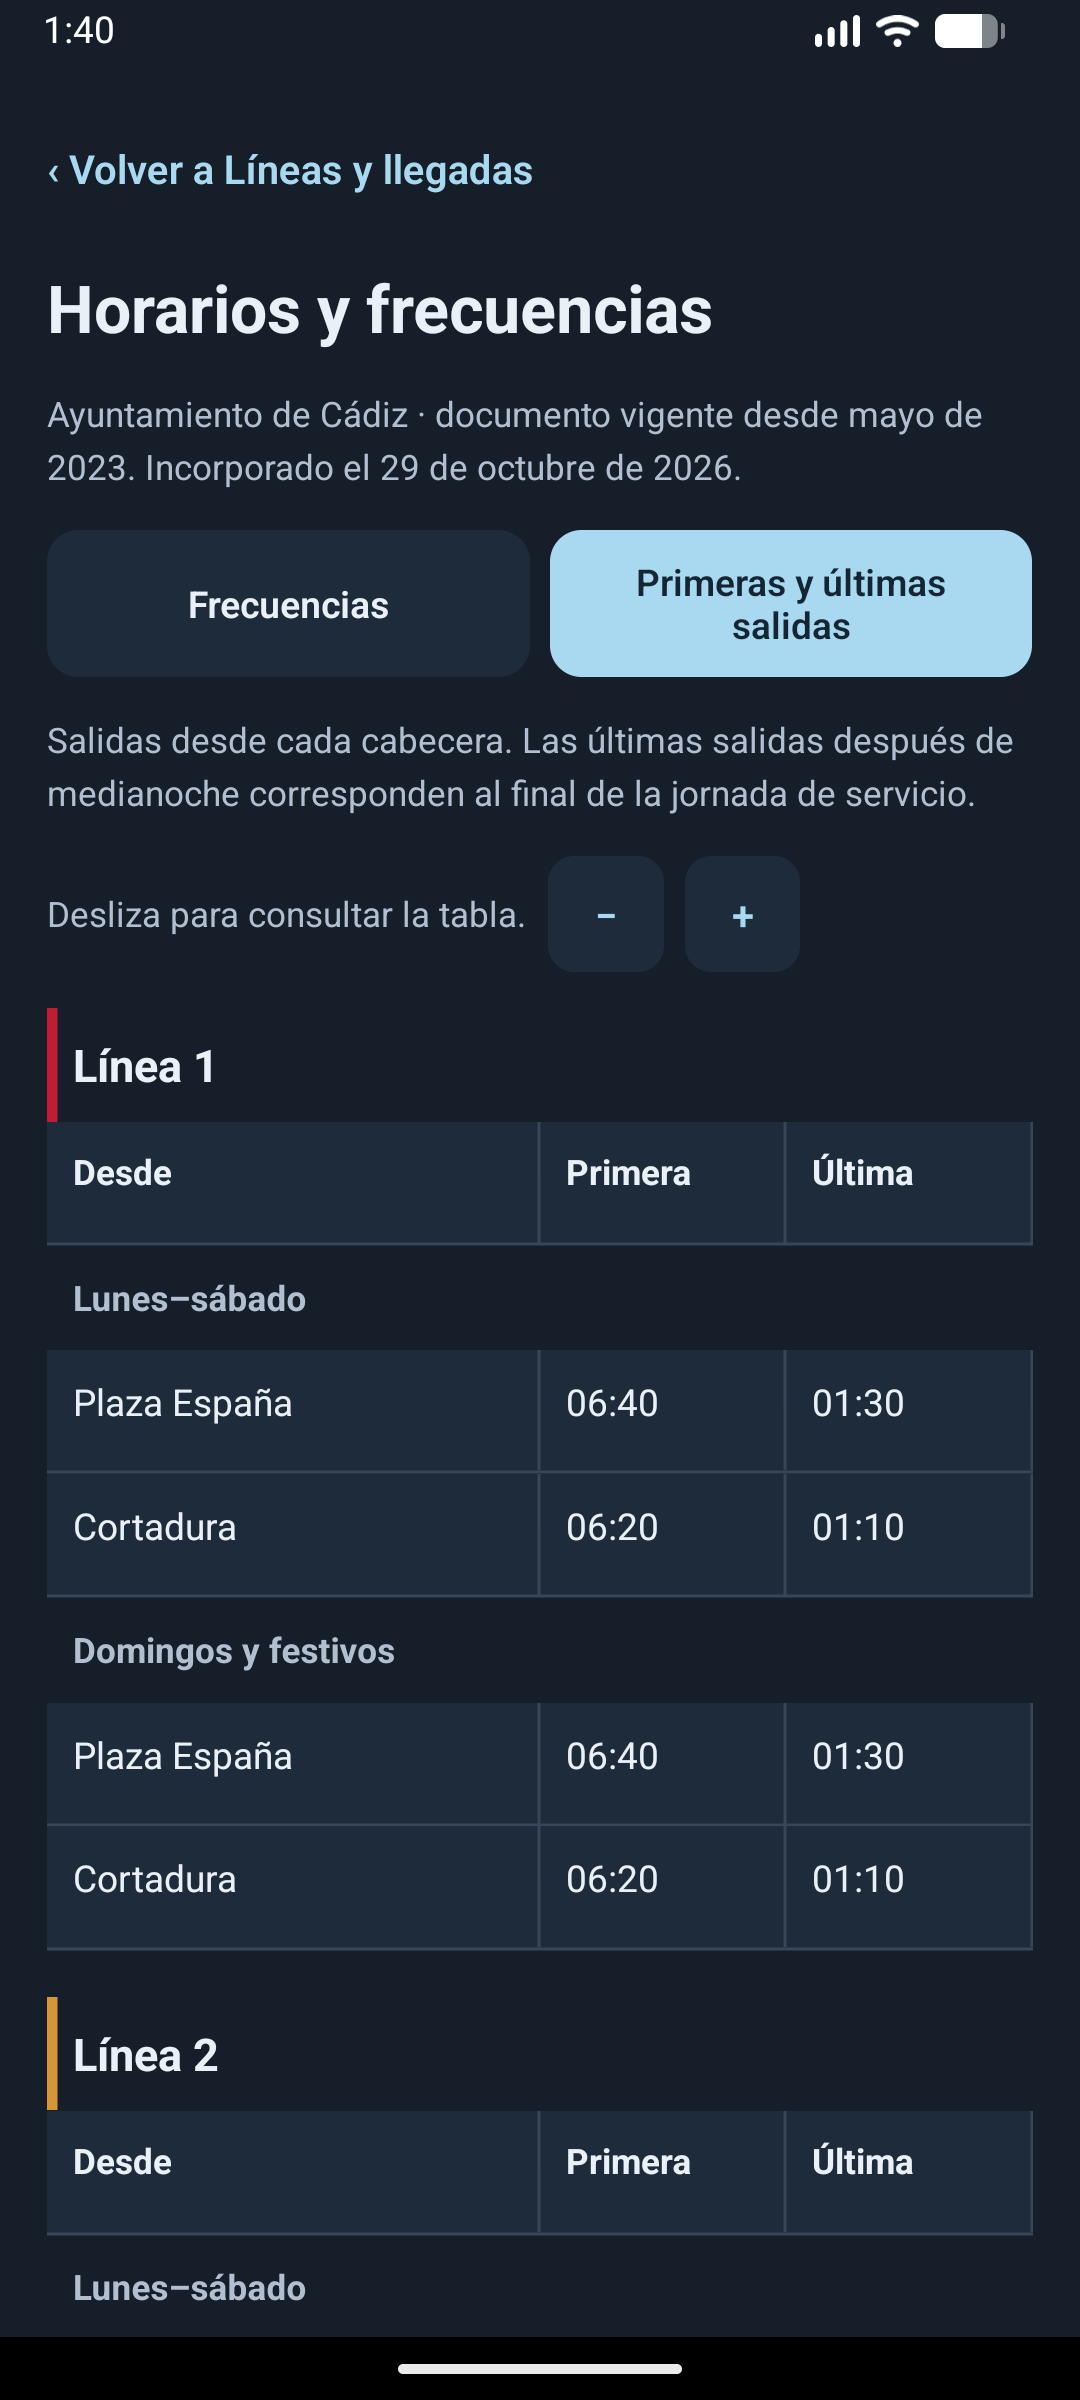 1:40
‹ Volver a Líneas y llegadas
Horarios y frecuencias
Ayuntamiento de Cádiz · documento vigente desde mayo de
2023. Incorporado el 29 de octubre de 2026.
Frecuencias
Primeras y últimas
salidas
Salidas desde cada cabecera. Las últimas salidas después de
medianoche corresponden al final de la jornada de servicio.
Desliza para consultar la tabla. − +
Línea 1
Desde Primera Última
Lunes–sábado
Plaza España 06:40 01:30
Cortadura 06:20 01:10
Domingos y festivos
Plaza España 06:40 01:30
Cortadura 06:20 01:10
Línea 2
Desde Primera Última
Lunes–sábado